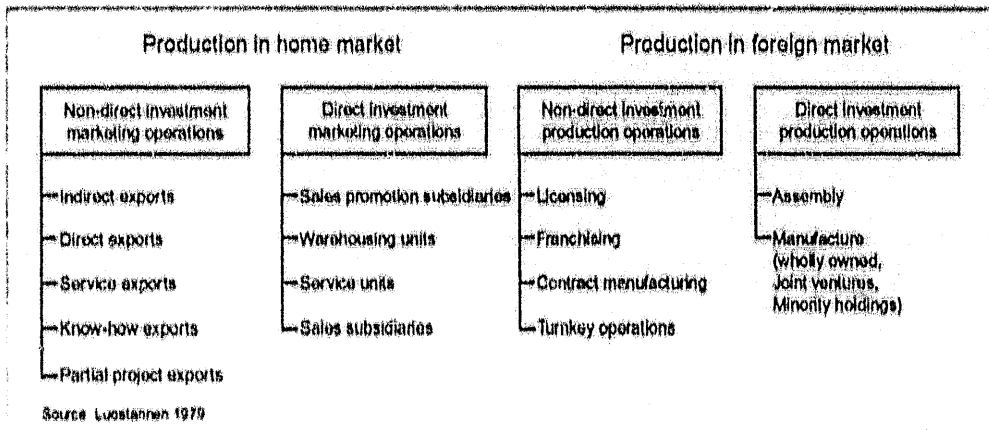 Production in home market
Production in foreign market
Non-direct investment
marketing operations
Indirect exports
Direct exports
Service exports
Know-how exports
Partial project exports
Direct investment
marketing operations
Sales promotion subsidiaries
Warehousing units
Service units
Sales subsidiaries
Non-direct investment
production operations
Licensing
Franchising
Contract manufacturing
Turnkey operations
Direct investment
production operations
Assembly
Manufacture
(wholly owned,
Joint ventures,
Minority holdings)
Source Luostarinen 1979